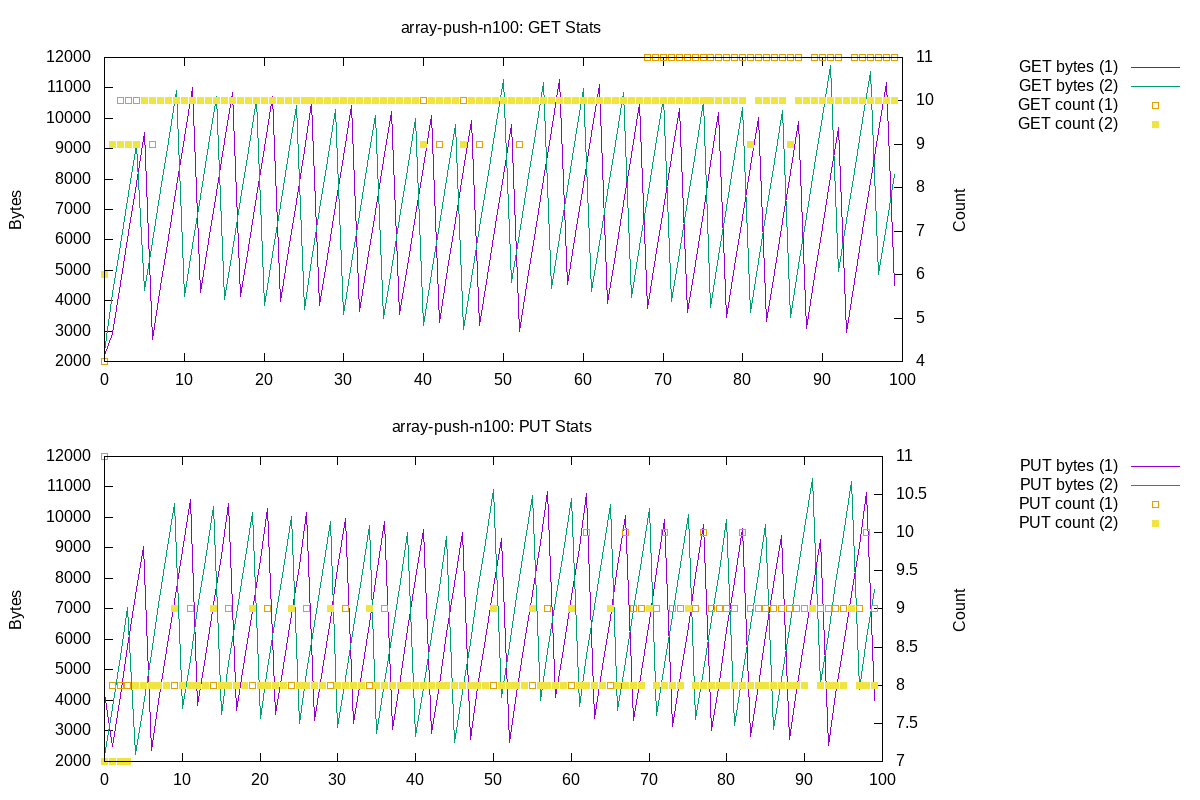 array-push-n100: GET Stats
12000
11000
10000
9000
8000
7000
6000
5000
4000
3000
2000
Bytes
0 10 20 30 40 50 60 70 80 90 100
11
10
9
8
7
6
5
4
Count
GET bytes (1)
GET bytes (2)
GET count (1)
GET count (2)
array-push-n100: PUT Stats
12000
11000
10000
9000
8000
7000
6000
5000
4000
3000
2000
Bytes
0 10 20 30 40 50 60 70 80 90 100
11
10.5
10
9.5
9
8.5
8
7.5
7
Count
PUT bytes (1)
PUT bytes (2)
PUT count (1)
PUT count (2)